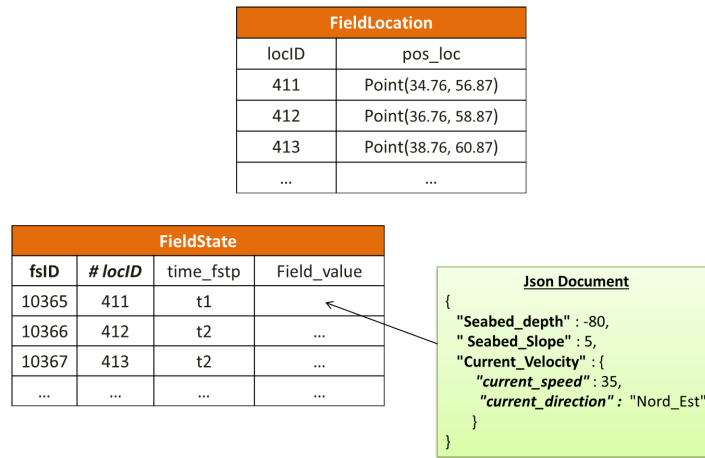 FieldLocation
locID pos_loc
411 Point(34.76, 56.87)
412 Point(36.76, 58.87)
413 Point(38.76, 60.87)
... ...
FieldState
fsID # locID time_fstp Field_value
10365 411 t1
10366 412 t2 ...
10367 413 t2 ...
... ... ... ...
Json Document
{
"Seabed_depth" : -80,
" Seabed_Slope" : 5,
"Current_Velocity" : {
"current_speed" : 35,
"current_direction" : "Nord_Est"
}
}